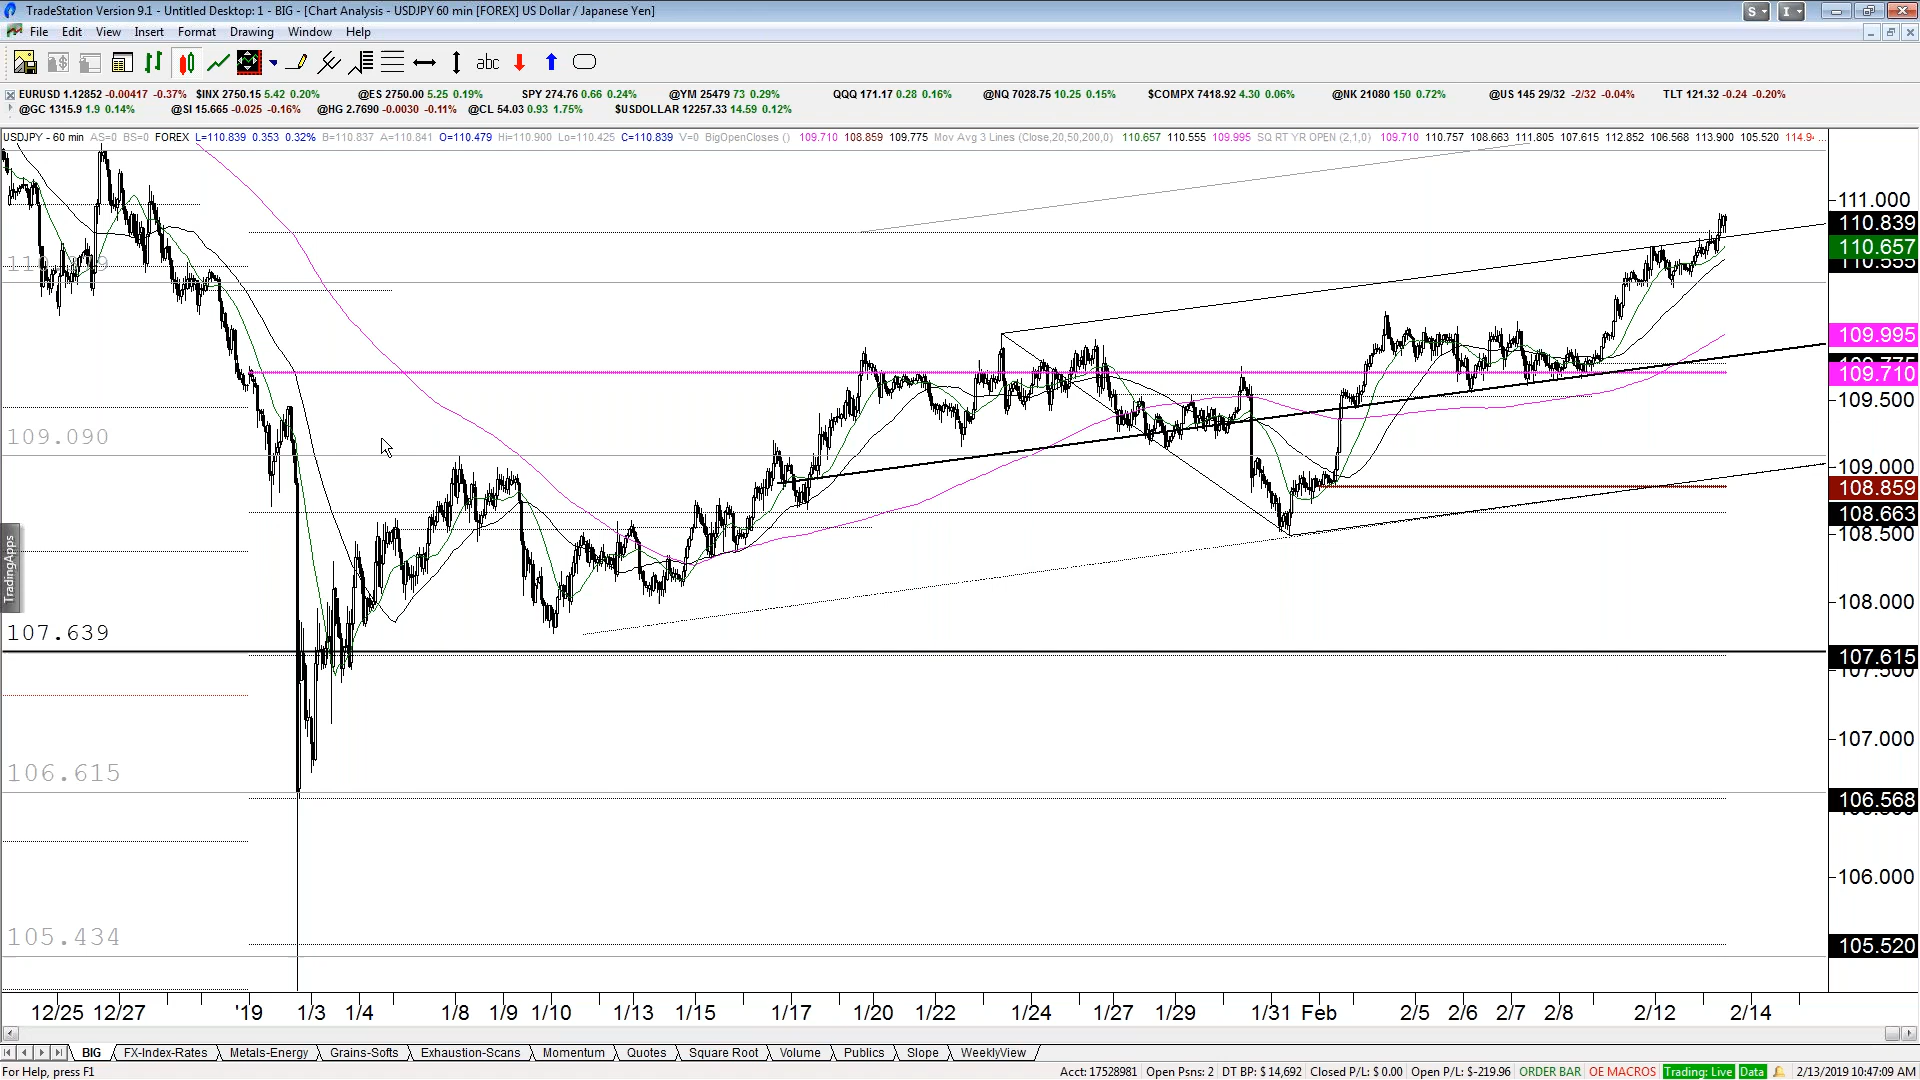 TradeStation Version 9.1 - Untitled Desktop: 1 - BIG - [Chart Analysis - USDJPY 60 min [FOREX] US Dollar / Japanese Yen]
S I
File Edit View Insert Format Drawing Window Help
abc
EURUSD 1.12852 -0.00417 -0.37% $INX 2750.15 5.42 0.20% @ES 2750.00 5.25 0.19% SPY 274.76 0.66 0.24% @YM 25479 73 0.29% QQQ 171.17 0.28 0.16% @NQ 7028.75 10.25 0.15% $COMPX 7418.92 4.30 0.06% @NK 21080 150 0.72% @US 145 29/32 -2/32 -0.04% TLT 121.32 -0.24 -0.20%
@GC 1315.9 1.9 0.14% @SI 15.665 -0.025 -0.16% @HG 2.7690 -0.0030 -0.11% @CL 54.03 0.93 1.75% $USDOLLAR 12257.33 14.59 0.12%
USDJPY - 60 min AS=0 BS=0 FOREX L=110.839 0.353 0.32% B=110.837 A=110.841 O=110.479 Hi=110.900 Lo=110.425 C=110.839 V=0 BigOpenCloses () 109.710 108.859 109.775 Mov Avg 3 Lines (Close,20,50,200,0) 110.657 110.555 109.995 SQ RT YR OPEN (2,1,0) 109.710 110.757 108.663 111.805 107.615 112.852 106.568 113.900 105.520 114.94 ...
111.000
110.839
110.657
110.555
109.995
109.775
109.710
109.500
109.090
109.000
108.859
108.663
108.500
108.000
107.639
107.615
107.500
107.000
106.615
106.568
106.000
105.434
105.520
TradingApps
12/25 12/27 '19 1/3 1/4 1/8 1/9 1/10 1/13 1/15 1/17 1/20 1/22 1/24 1/27 1/29 1/31 Feb 2/5 2/6 2/7 2/8 2/12 2/14
BIG FX-Index-Rates Metals-Energy Grains-Softs Exhaustion-Scans Momentum Quotes Square Root Volume Publics Slope WeeklyView
For Help, press F1
Acct: 17528981 Open Psns: 2 DT BP: $ 14,692 Closed P/L: $ 0.00 Open P/L: $-219.96 ORDER BAR OE MACROS Trading: Live Data 2/13/2019 10:47:09 AM